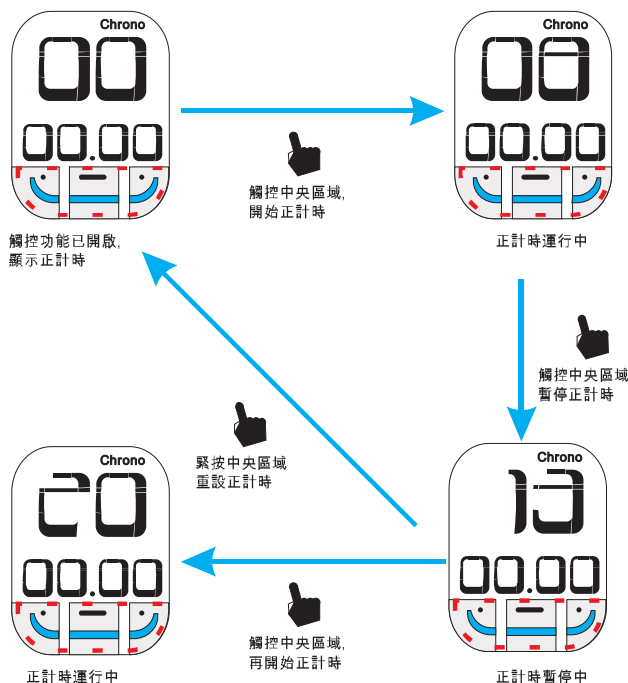 Chrono
00
00.00
觸控功能已開啟,
顯示正計時
觸控中央區域,
開始正計時
Chrono
06
00.00
正計時運行中
觸控中央區域
暫停正計時
緊按中央區域
重設正計時
Chrono
20
00.00
正計時運行中
觸控中央區域,
再開始正計時
Chrono
13
00.00
正計時暫停中